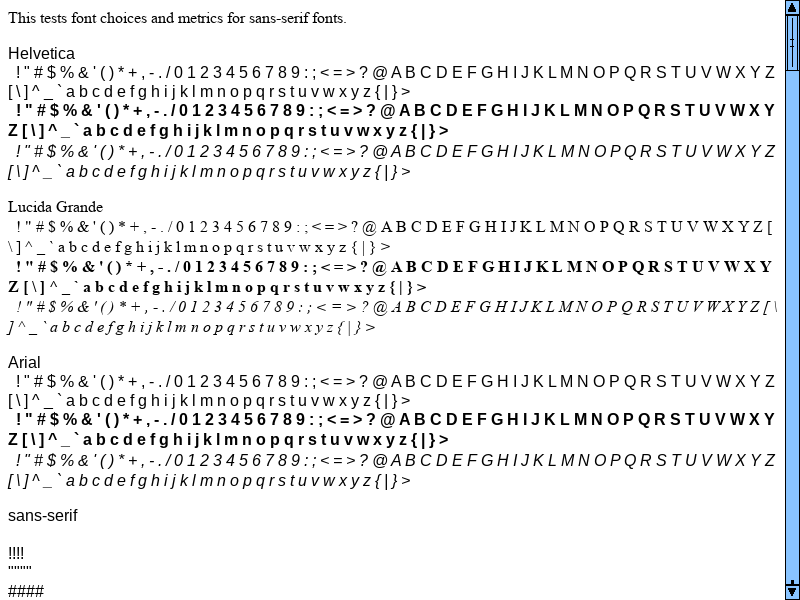 This tests font choices and metrics for sans-serif fonts.
Helvetica
! " # $ % & ' ( ) * + , - . / 0 1 2 3 4 5 6 7 8 9 : ; < = > ? @ A B C D E F G H I J K L M N O P Q R S T U V W X Y Z
[ \ ] ^ _ ` a b c d e f g h i j k l m n o p q r s t u v w x y z { | } >
! " # $ % & ' ( ) * + , - . / 0 1 2 3 4 5 6 7 8 9 : ; < = > ? @ A B C D E F G H I J K L M N O P Q R S T U V W X Y
Z [ \ ] ^ _ ` a b c d e f g h i j k l m n o p q r s t u v w x y z { | } >
! " # $ % & ' ( ) * + , - . / 0 1 2 3 4 5 6 7 8 9 : ; < = > ? @ A B C D E F G H I J K L M N O P Q R S T U V W X Y Z
[ \ ] ^ _ ` a b c d e f g h i j k l m n o p q r s t u v w x y z { | } >
Lucida Grande
! " # $ % & ' ( ) * + , - . / 0 1 2 3 4 5 6 7 8 9 : ; < = > ? @ A B C D E F G H I J K L M N O P Q R S T U V W X Y Z [
\ ] ^ _ ` a b c d e f g h i j k l m n o p q r s t u v w x y z { | } >
! " # $ % & ' ( ) * + , - . / 0 1 2 3 4 5 6 7 8 9 : ; < = > ? @ A B C D E F G H I J K L M N O P Q R S T U V W X Y
Z [ \ ] ^ _ ` a b c d e f g h i j k l m n o p q r s t u v w x y z { | } >
! " # $ % & ' ( ) * + , - . / 0 1 2 3 4 5 6 7 8 9 : ; < = > ? @ A B C D E F G H I J K L M N O P Q R S T U V W X Y Z [ \
] ^ _ ` a b c d e f g h i j k l m n o p q r s t u v w x y z { | } >
Arial
! " # $ % & ' ( ) * + , - . / 0 1 2 3 4 5 6 7 8 9 : ; < = > ? @ A B C D E F G H I J K L M N O P Q R S T U V W X Y Z
[ \ ] ^ _ ` a b c d e f g h i j k l m n o p q r s t u v w x y z { | } >
! " # $ % & ' ( ) * + , - . / 0 1 2 3 4 5 6 7 8 9 : ; < = > ? @ A B C D E F G H I J K L M N O P Q R S T U V W X Y
Z [ \ ] ^ _ ` a b c d e f g h i j k l m n o p q r s t u v w x y z { | } >
! " # $ % & ' ( ) * + , - . / 0 1 2 3 4 5 6 7 8 9 : ; < = > ? @ A B C D E F G H I J K L M N O P Q R S T U V W X Y Z
[ \ ] ^ _ ` a b c d e f g h i j k l m n o p q r s t u v w x y z { | } >
sans-serif
!!!!
""""
####